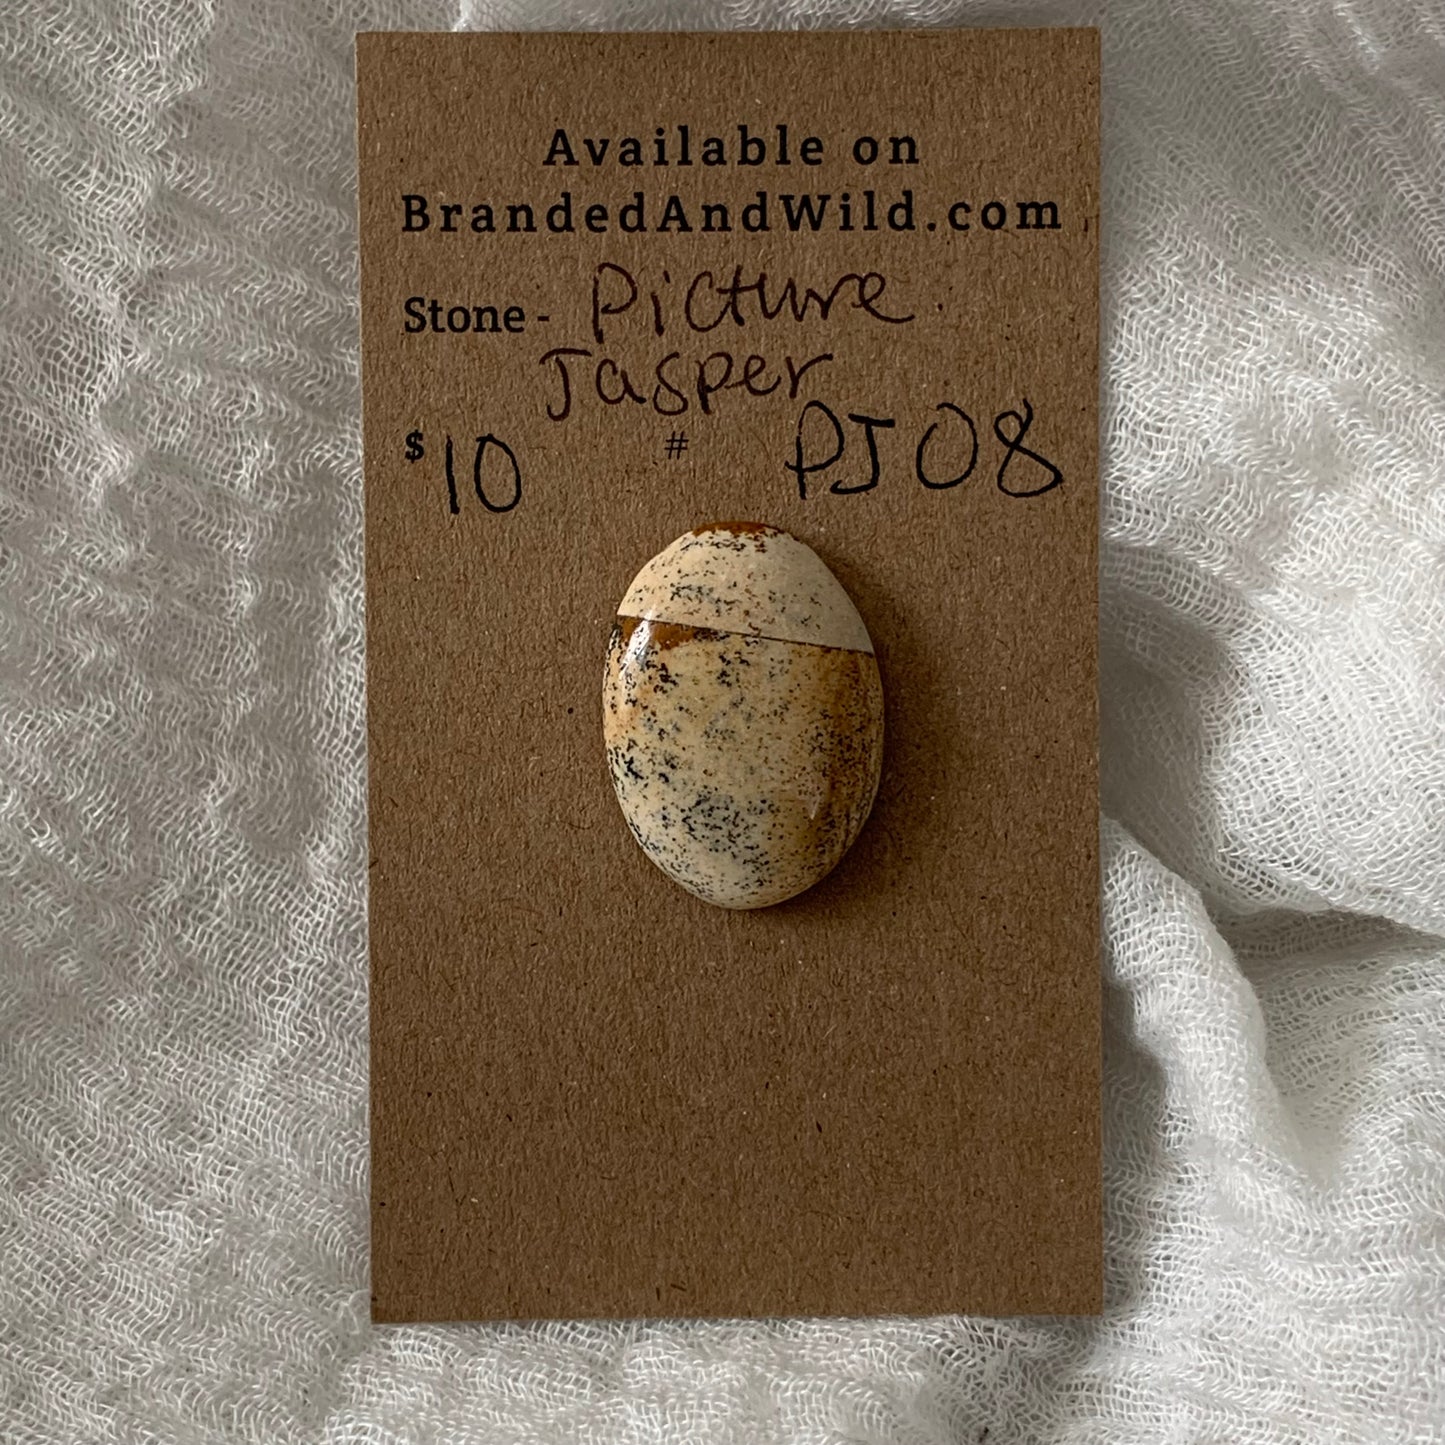 Available on
BrandedAndWild.com
Stone - Picture
Jasper
$10 # PJ08